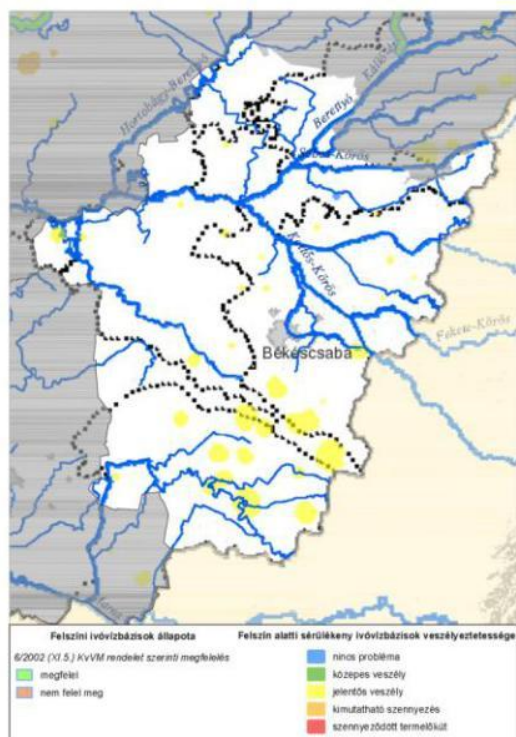 Hortobágy-Berettyó
Berettyó
Sebes-Körös
Kettős-Körös
Békéscsaba
Fekete-Körös
Maros
Felszíni ivóvízbázisok állapota
6/2002 (XI.5.) KvVM rendelet szerinti megfelelés
megfelel
nem felel meg
Felszín alatti sérülékeny ivóvízbázisok veszélyeztetettsége
nincs probléma
közepes veszély
jelentős veszély
kimutatható szennyezés
szennyeződött termelőkút